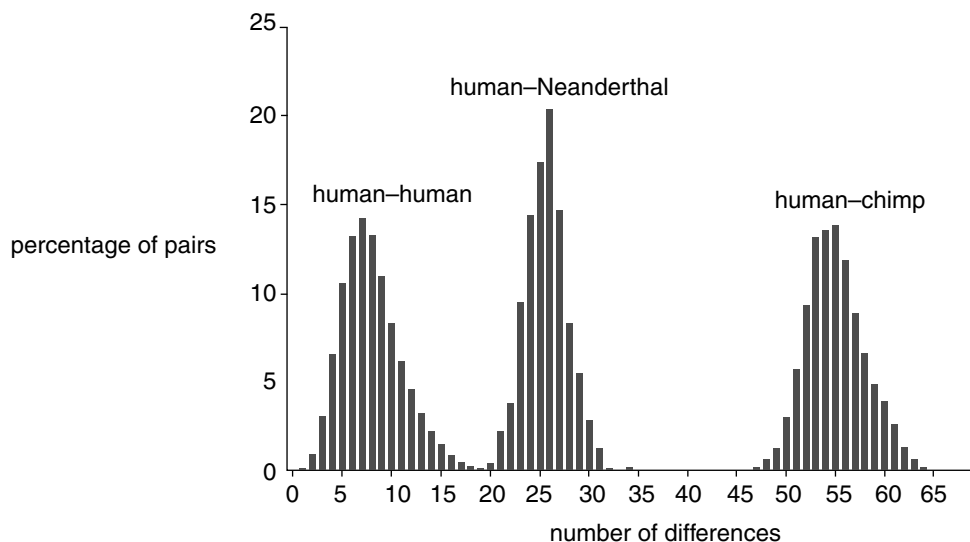 25
human–Neanderthal
20
human–human
human–chimp
15
percentage of pairs
10
5
0
0 5 10 15 20 25 30 35 40 45 50 55 60 65
number of differences